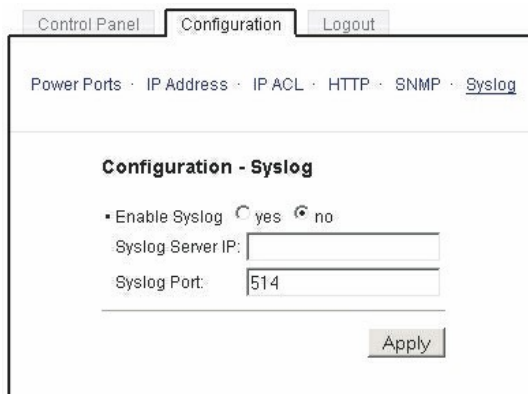 Control Panel Configuration Logout
Power Ports · IP Address · IP ACL · HTTP · SNMP · Syslog
Configuration - Syslog
▪ Enable Syslog yes no
Syslog Server IP:
Syslog Port: 514
Apply